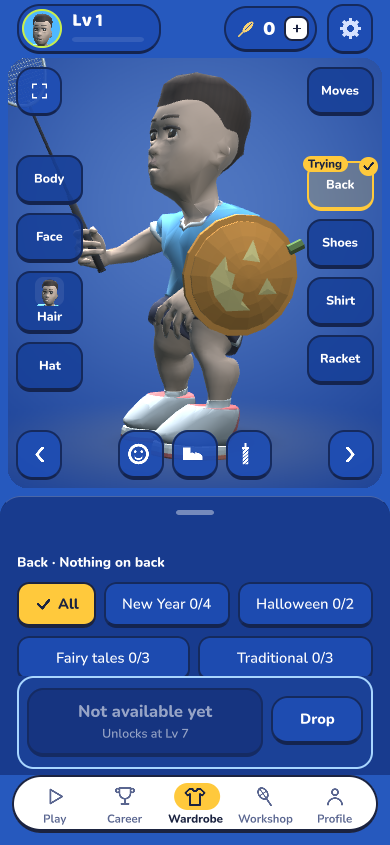 Lv 1
0
+
Moves
Trying
Back
Body
Face
Shoes
Hair
Shirt
Hat
Racket
Back · Nothing on back
All
New Year 0/4
Halloween 0/2
Fairy tales 0/3
Traditional 0/3
Not available yet
Unlocks at Lv 7
Drop
Play
Career
Wardrobe
Workshop
Profile